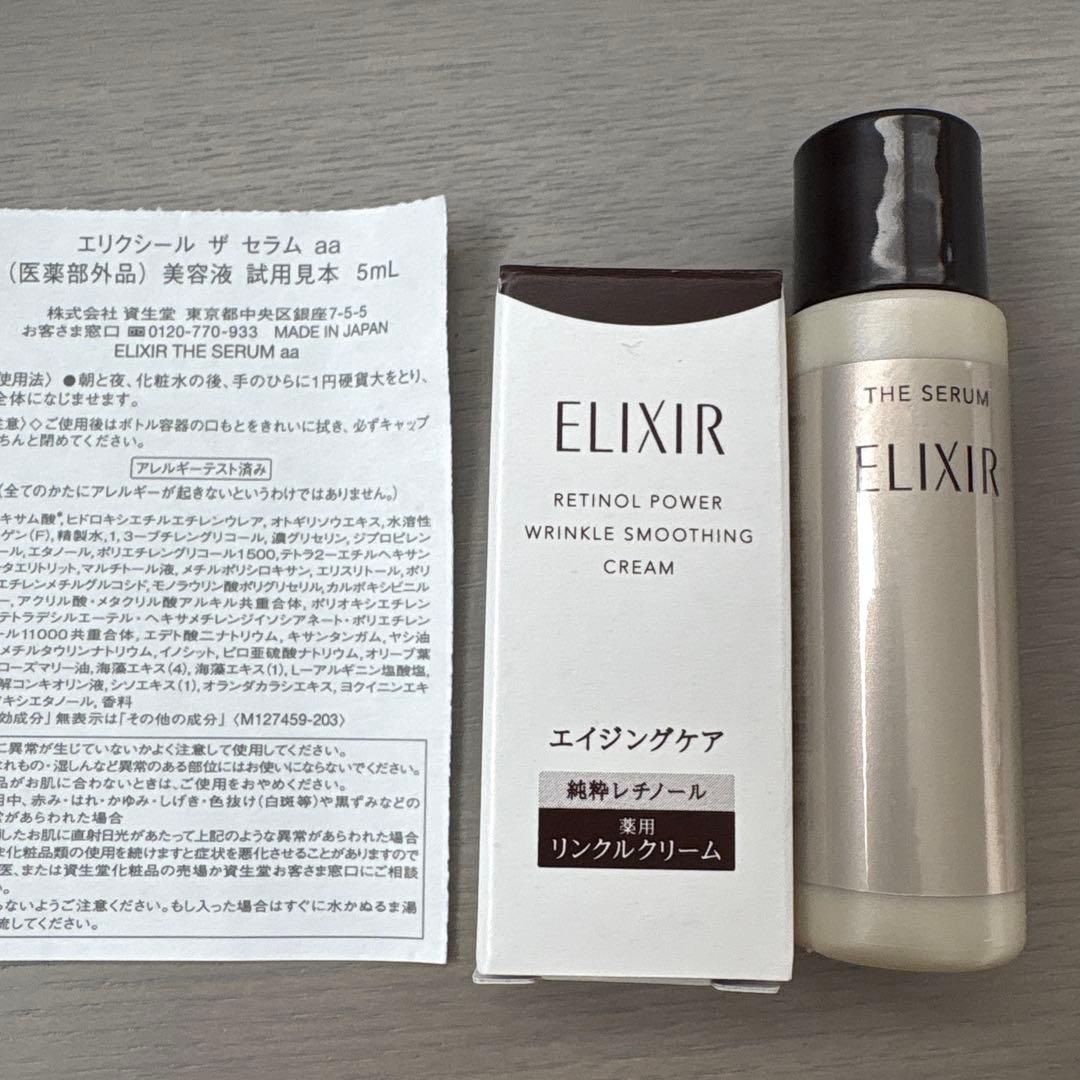 エリクシール ザ セラム aa
（医薬部外品）美容液 試用見本 5mL
株式会社 資生堂 東京都中央区銀座7-5-5
お客さま窓口 0120-770-933 MADE IN JAPAN
ELIXIR THE SERUM aa
使用法〉●朝と夜、化粧水の後、手のひらに1円硬貨大をとり、
全体になじませます。
意〉◇ご使用後はボトル容器の口もとをきれいに拭き、必ずキャップ
ちんと閉めてください。
アレルギーテスト済み
（全てのかたにアレルギーが起きないというわけではありません。）
キサム酸*,ヒドロキシエチルエチレンウレア,オトギリソウエキス,水溶性
ーゲン(F),精製水,1,3－ブチレングリコール,濃グリセリン,ジプロピレン
ール,エタノール,ポリエチレングリコール1500,テトラ2－エチルヘキサン
ータエリトリット,マルチトール液,メチルポリシロキサン,エリスリトール,ポリ
エチレンメチルグルコシド,モノラウリン酸ポリグリセリル,カルボキシビニル
ー,アクリル酸・メタクリル酸アルキル共重合体,ポリオキシエチレン
テトラデシルエーテル・ヘキサメチレンジイソシアネート・ポリエチレン
ール11000共重合体,エデト酸二ナトリウム,キサンタンガム,ヤシ油
メチルタウリンナトリウム,イノシット,ピロ亜硫酸ナトリウム,オリーブ葉
ローズマリー油,海藻エキス(4),海藻エキス(1),L－アルギニン塩酸塩,
解コンキオリン液,シソエキス(1),オランダカラシエキス,ヨクイニンエキ
キシエタノール,香料
効成分」無表示は「その他の成分」〈M127459-203〉
に異常が生じていないかよく注意して使用してください。
れもの・湿しんなど異常のある部位にはお使いにならないでください。
品がお肌に合わないときは、ご使用をおやめください。
用中、赤み・はれ・かゆみ・しげき・色抜け(白斑等)や黒ずみなどの
常があらわれた場合
したお肌に直射日光があたって上記のような異常があらわれた場合
ま化粧品類の使用を続けますと症状を悪化させることがありますので
医、または資生堂化粧品の売場か資生堂お客さま窓口にご相談
い。
らないようご注意ください。もし入った場合はすぐに水かぬるま湯
流してください。
ELIXIR
RETINOL POWER
WRINKLE SMOOTHING
CREAM
エイジングケア
純粋レチノール
薬用
リンクルクリーム
THE SERUM
ELIXIR